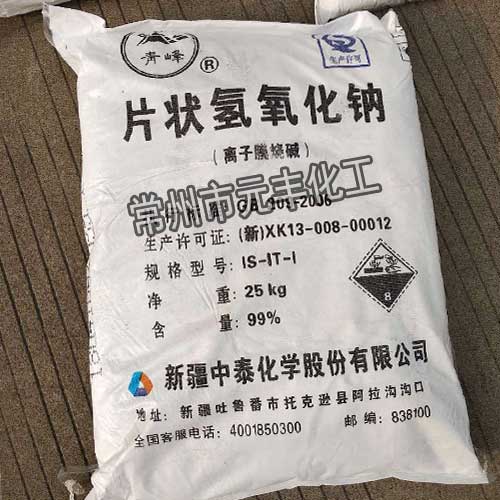 青峰®
生产许可
片状氢氧化钠
(离子膜烧碱)
常州市元丰化工
生产许可证: (新)XK13-008-00012
规格型号: IS-IT-I
净 重: 25kg
含 量: 99%
8
新疆中泰化学股份有限公司
地址: 新疆吐鲁番市托克逊县阿拉沟沟口
全国客服电话: 4001850300 邮编: 838100